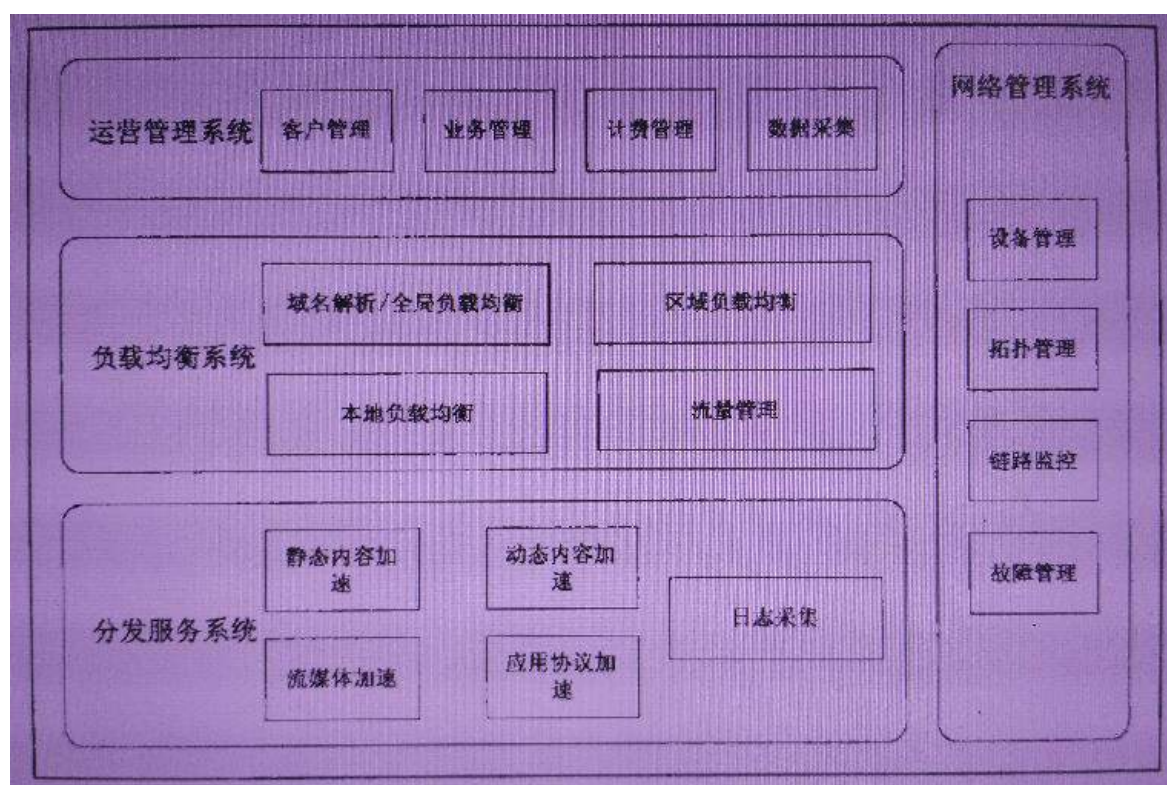 运营管理系统
客户管理
业务管理
计费管理
数据采集
负载均衡系统
域名解析/全局负载均衡
区域负载均衡
本地负载均衡
流量管理
分发服务系统
静态内容加
速
动态内容加
速
流媒体加速
应用协议加
速
日志采集
网络管理系统
设备管理
拓扑管理
链路监控
故障管理